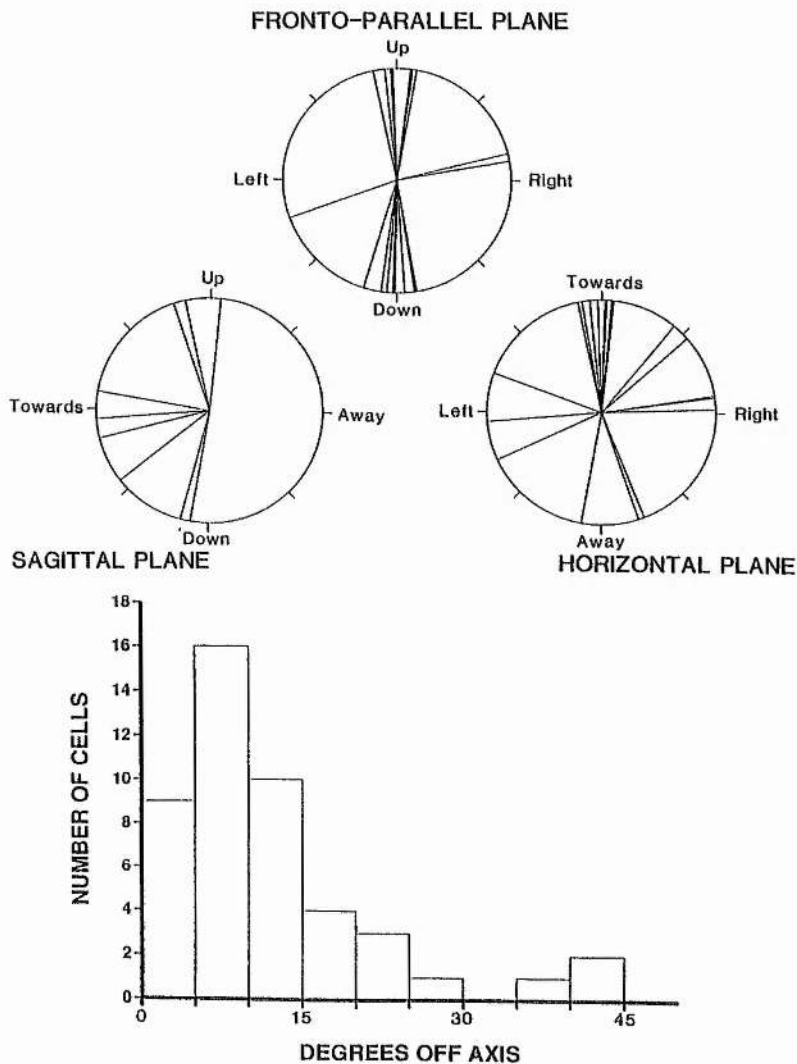 FRONTO-PARALLEL PLANE
Up
Left
Right
Down
Up
Towards
Away
Down
SAGITTAL PLANE
Towards
Left
Right
Away
HORIZONTAL PLANE
18
16
14
12
10
8
6
4
2
0
NUMBER OF CELLS
0 15 30 45
DEGREES OFF AXIS